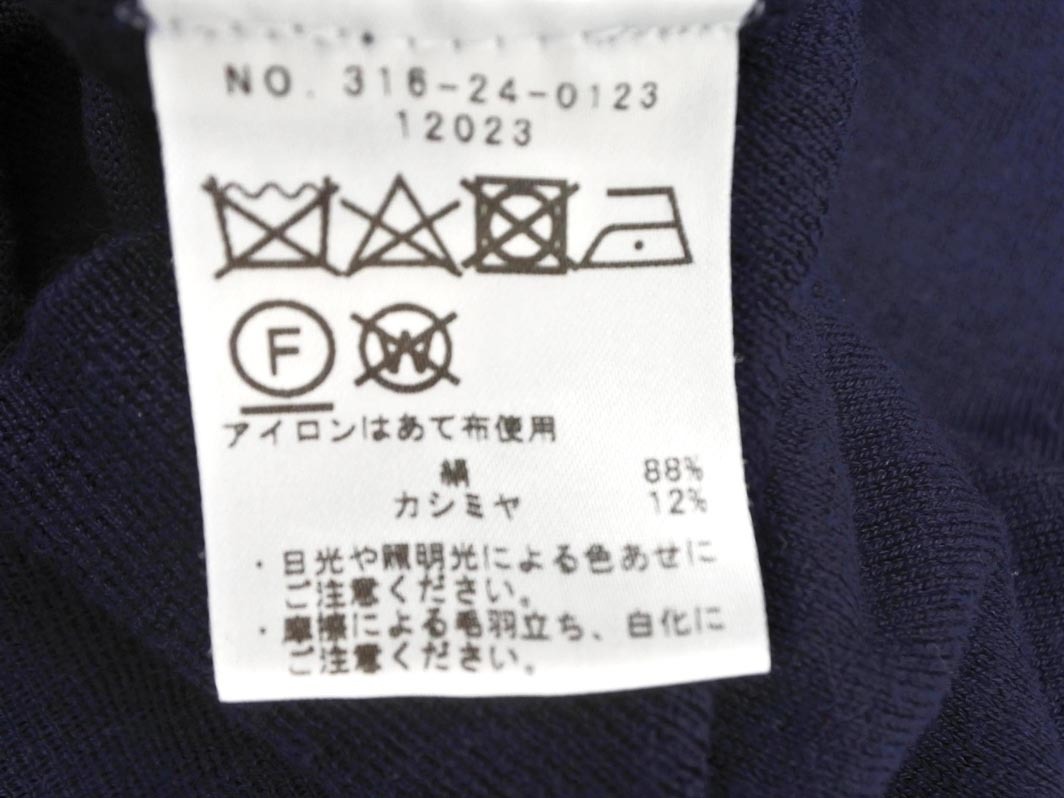 NO. 316-24-0123
12023
F W
アイロンはあて布使用
絹 88%
カシミヤ 12%
・日光や照明光による色あせに
ご注意ください。
・摩擦による毛羽立ち、白化に
ご注意ください。